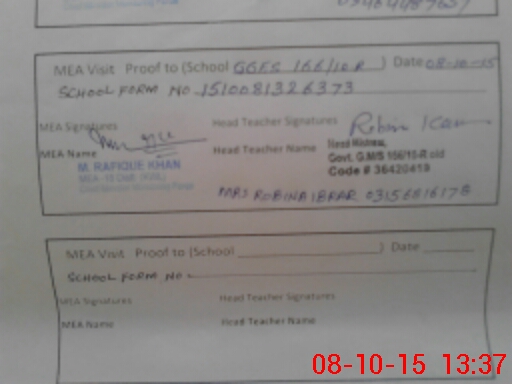 MEA Visit Proof to (School GGES 166/10R ) Date 08-10-15
SCHOOL FORM NO 1510081326373
MEA Signatures Head Teacher Signatures Robina
MEA Name Head Teacher Name Head Mistress,
M. RAFIQUE KHAN Govt. G.M/S 166/10-R old
Code # 36420419
MRS ROBINA IBRAR 03156816178
MEA Visit Proof to (School ) Date
SCHOOL FORM NO
MEA Signatures Head Teacher Signatures
MEA Name Head Teacher Name
08-10-15 13:37